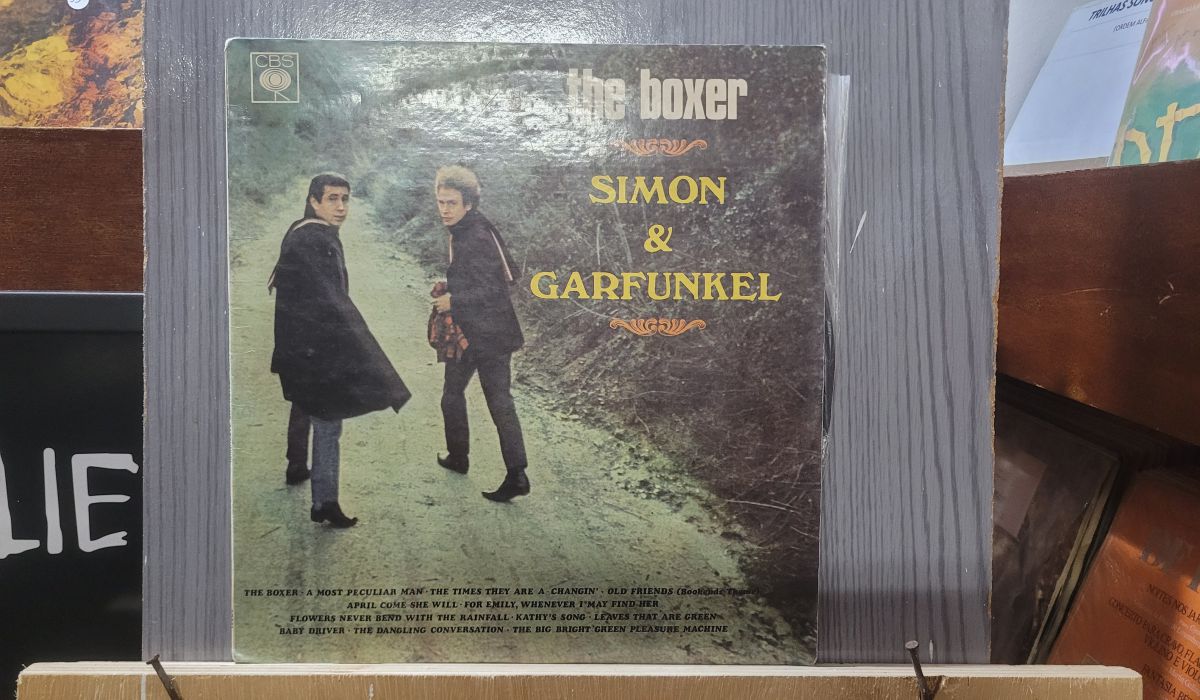 CBS
the boxer
SIMON
&
GARFUNKEL
THE BOXER · A MOST PECULIAR MAN · THE TIMES THEY ARE A-CHANGIN' · OLD FRIENDS (Bookends Theme)
APRIL COME SHE WILL · FOR EMILY, WHENEVER I MAY FIND HER
FLOWERS NEVER BEND WITH THE RAINFALL · KATHY'S SONG · LEAVES THAT ARE GREEN
BABY DRIVER · THE DANGLING CONVERSATION · THE BIG BRIGHT GREEN PLEASURE MACHINE
LIE
TRILHAS SON